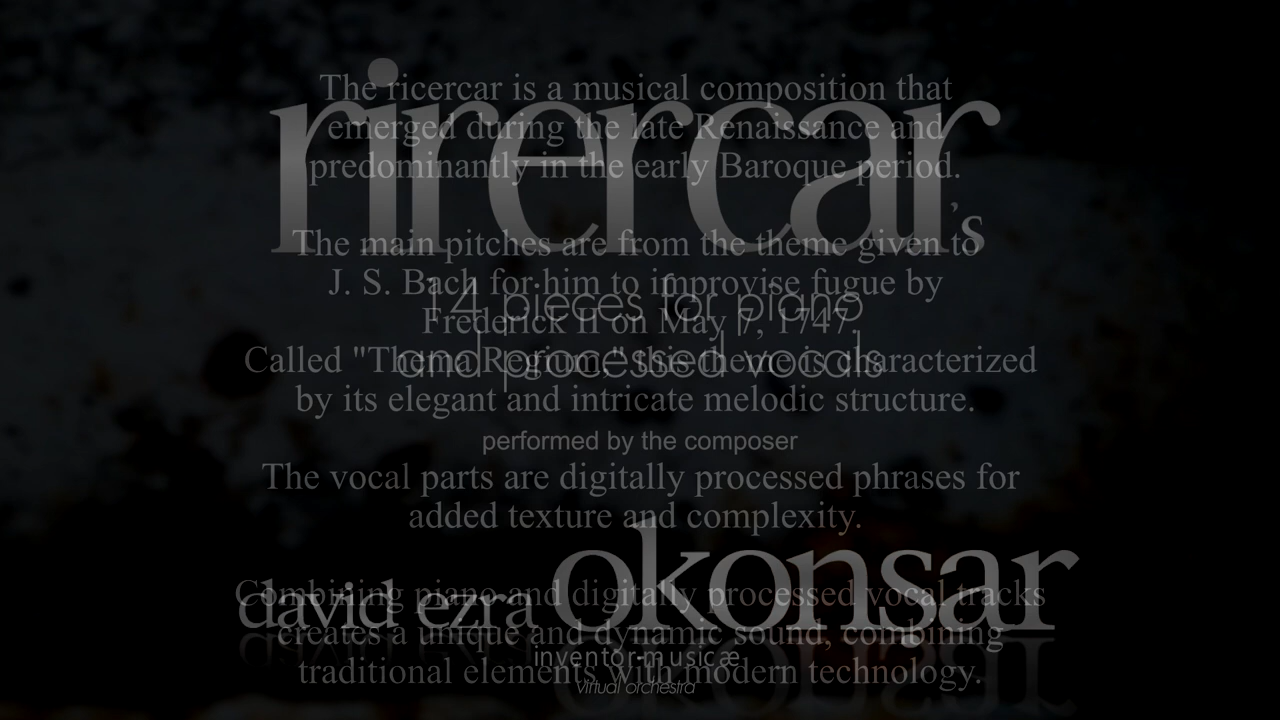 rirercar's
14 pieces for piano
and processed vocals
performed by the composer
david ezra okonsar
inventor-musicæ
virtual orchestra
The ricercar is a musical composition that
emerged during the late Renaissance and
predominantly in the early Baroque period.
The main pitches are from the theme given to
J. S. Bach for him to improvise fugue by
Frederick II on May 7, 1747.
Called "Thema Regium," this theme is characterized
by its elegant and intricate melodic structure.
The vocal parts are digitally processed phrases for
added texture and complexity.
Combining piano and digitally processed vocal tracks
creates a unique and dynamic sound, combining
traditional elements with modern technology.